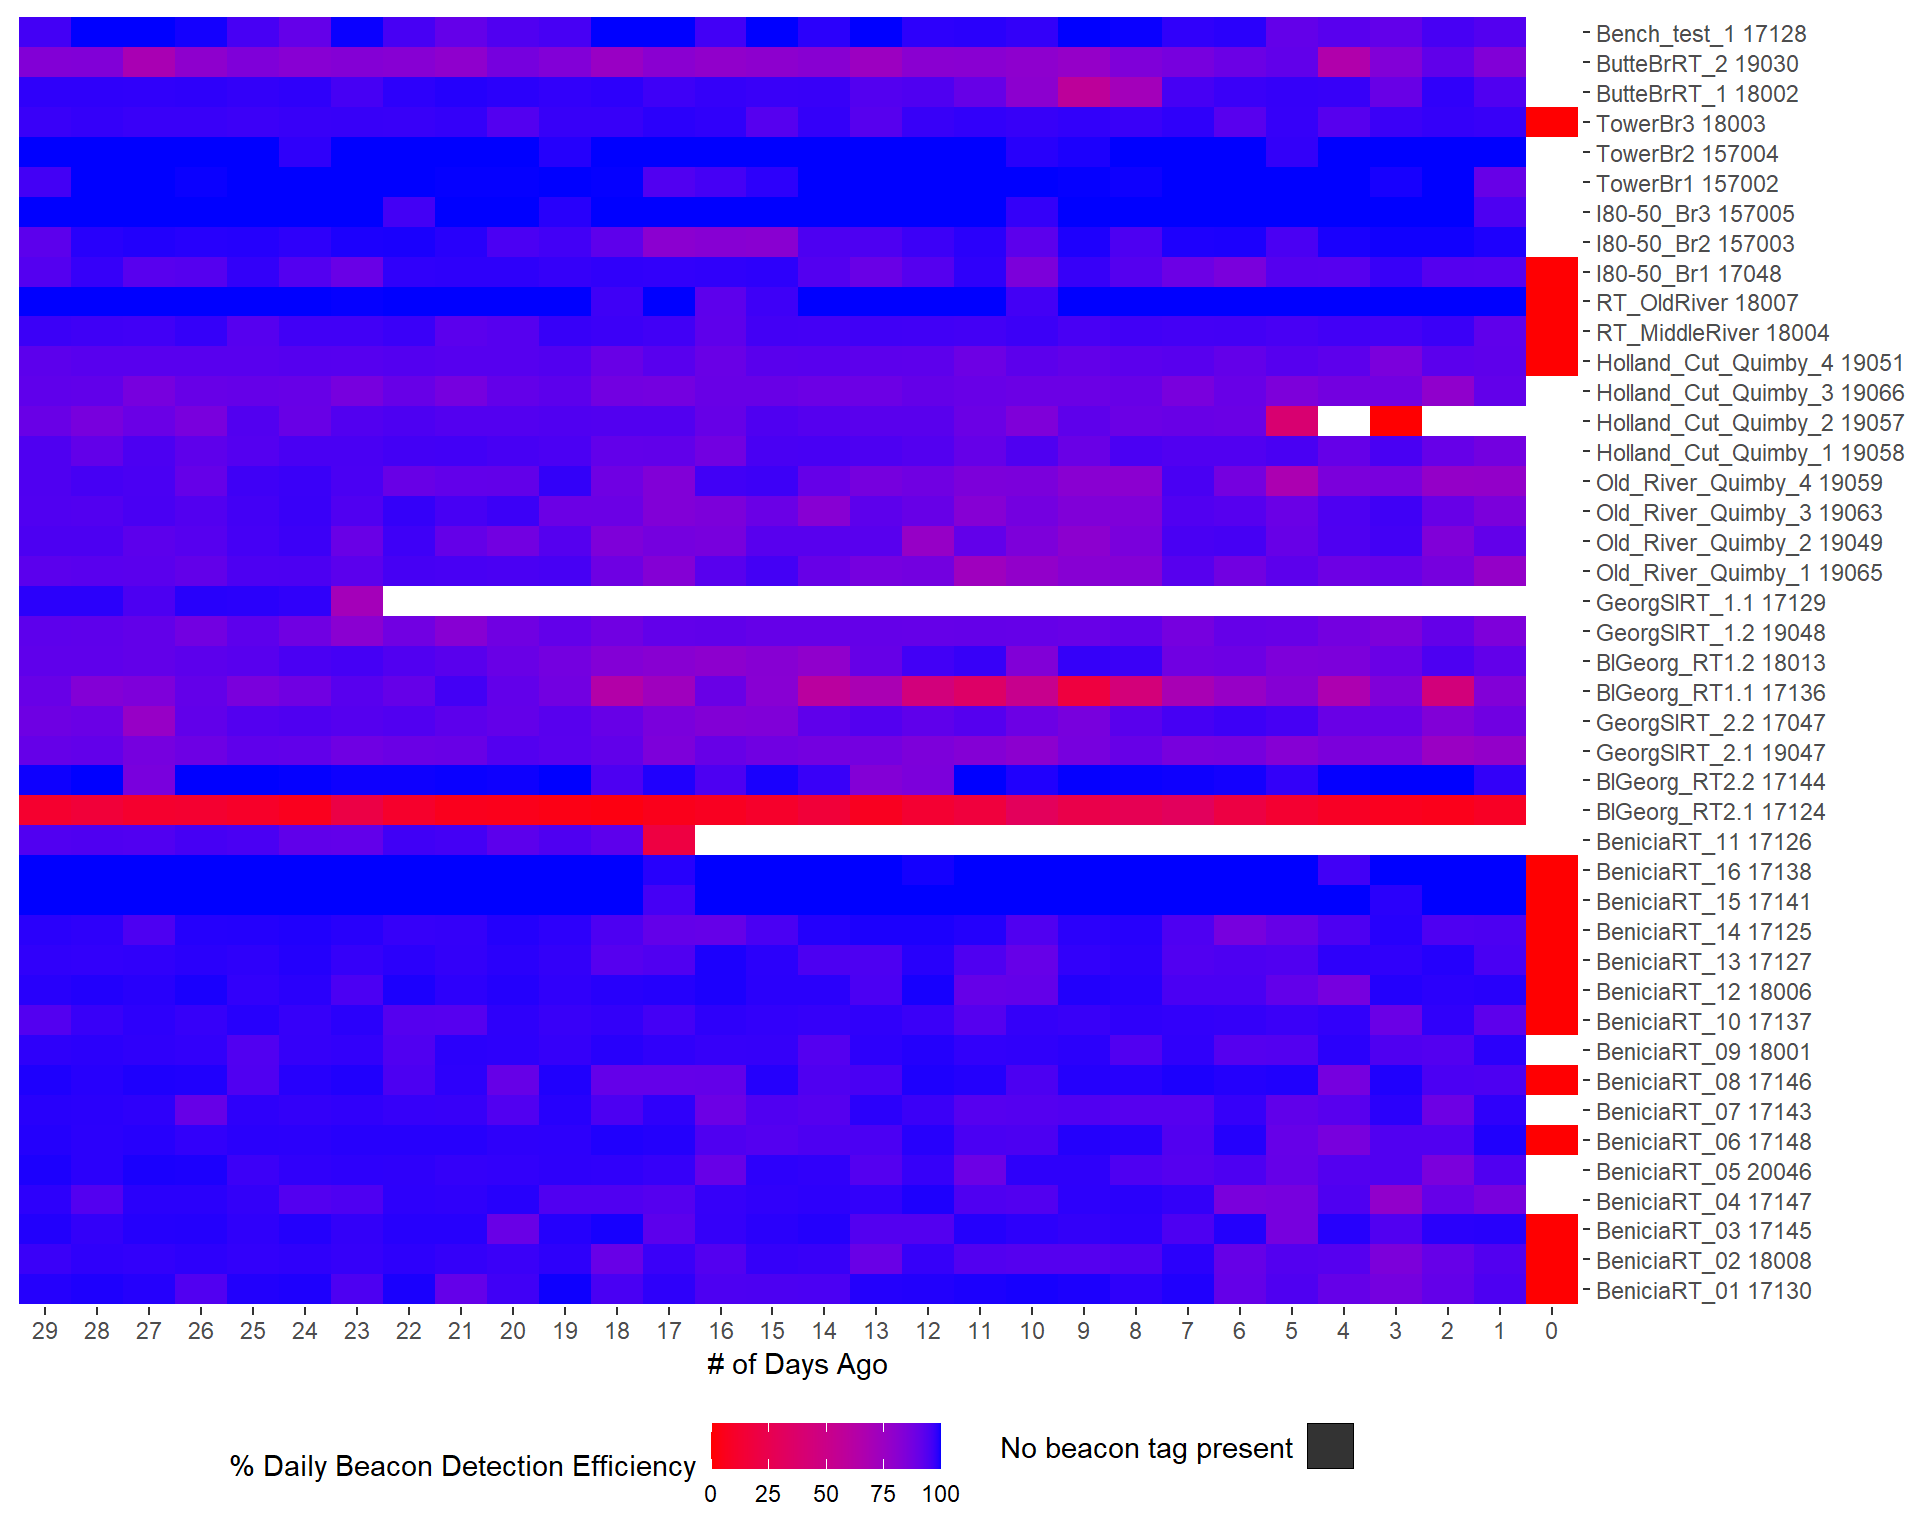 Bench_test_1 17128
ButteBrRT_2 19030
ButteBrRT_1 18002
TowerBr3 18003
TowerBr2 157004
TowerBr1 157002
I80-50_Br3 157005
I80-50_Br2 157003
I80-50_Br1 17048
RT_OldRiver 18007
RT_MiddleRiver 18004
Holland_Cut_Quimby_4 19051
Holland_Cut_Quimby_3 19066
Holland_Cut_Quimby_2 19057
Holland_Cut_Quimby_1 19058
Old_River_Quimby_4 19059
Old_River_Quimby_3 19063
Old_River_Quimby_2 19049
Old_River_Quimby_1 19065
GeorgSlRT_1.1 17129
GeorgSlRT_1.2 19048
BlGeorg_RT1.2 18013
BlGeorg_RT1.1 17136
GeorgSlRT_2.2 17047
GeorgSlRT_2.1 19047
BlGeorg_RT2.2 17144
BlGeorg_RT2.1 17124
BeniciaRT_11 17126
BeniciaRT_16 17138
BeniciaRT_15 17141
BeniciaRT_14 17125
BeniciaRT_13 17127
BeniciaRT_12 18006
BeniciaRT_10 17137
BeniciaRT_09 18001
BeniciaRT_08 17146
BeniciaRT_07 17143
BeniciaRT_06 17148
BeniciaRT_05 20046
BeniciaRT_04 17147
BeniciaRT_03 17145
BeniciaRT_02 18008
BeniciaRT_01 17130
29 28 27 26 25 24 23 22 21 20 19 18 17 16 15 14 13 12 11 10 9 8 7 6 5 4 3 2 1 0
# of Days Ago
% Daily Beacon Detection Efficiency
0 25 50 75 100
No beacon tag present